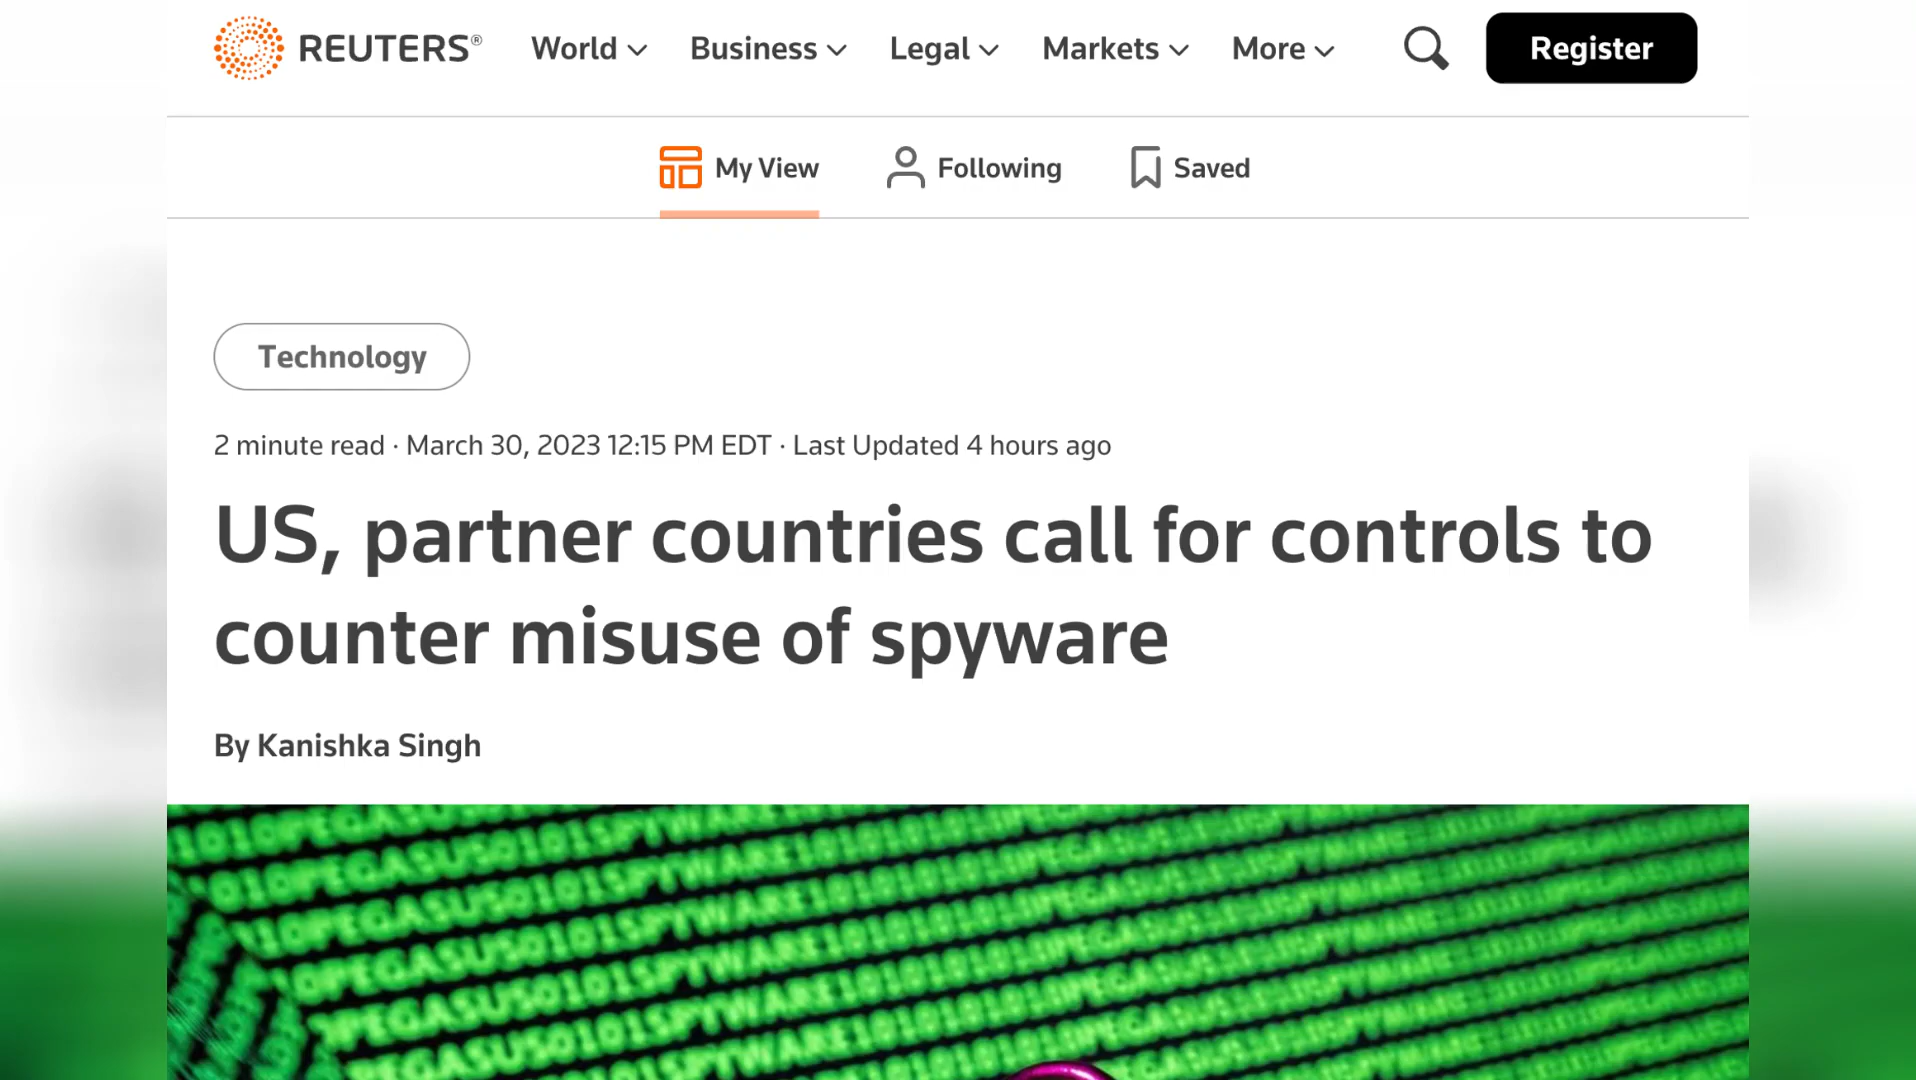 REUTERS®
World
Business
Legal
Markets
More
Register
My View
Following
Saved
Technology
2 minute read · March 30, 2023 12:15 PM EDT · Last Updated 4 hours ago
US, partner countries call for controls to
counter misuse of spyware
By Kanishka Singh